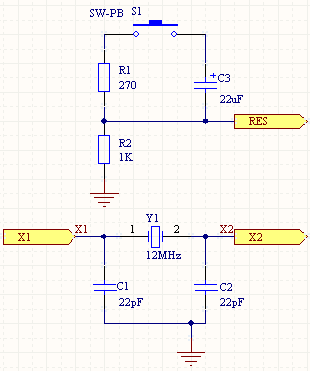 SW-PB S1
R1
270
+
C3
22uF
RES
R2
1K
Y1
X1 X1 1 2 X2 X2
12MHz
C1 C2
22pF 22pF